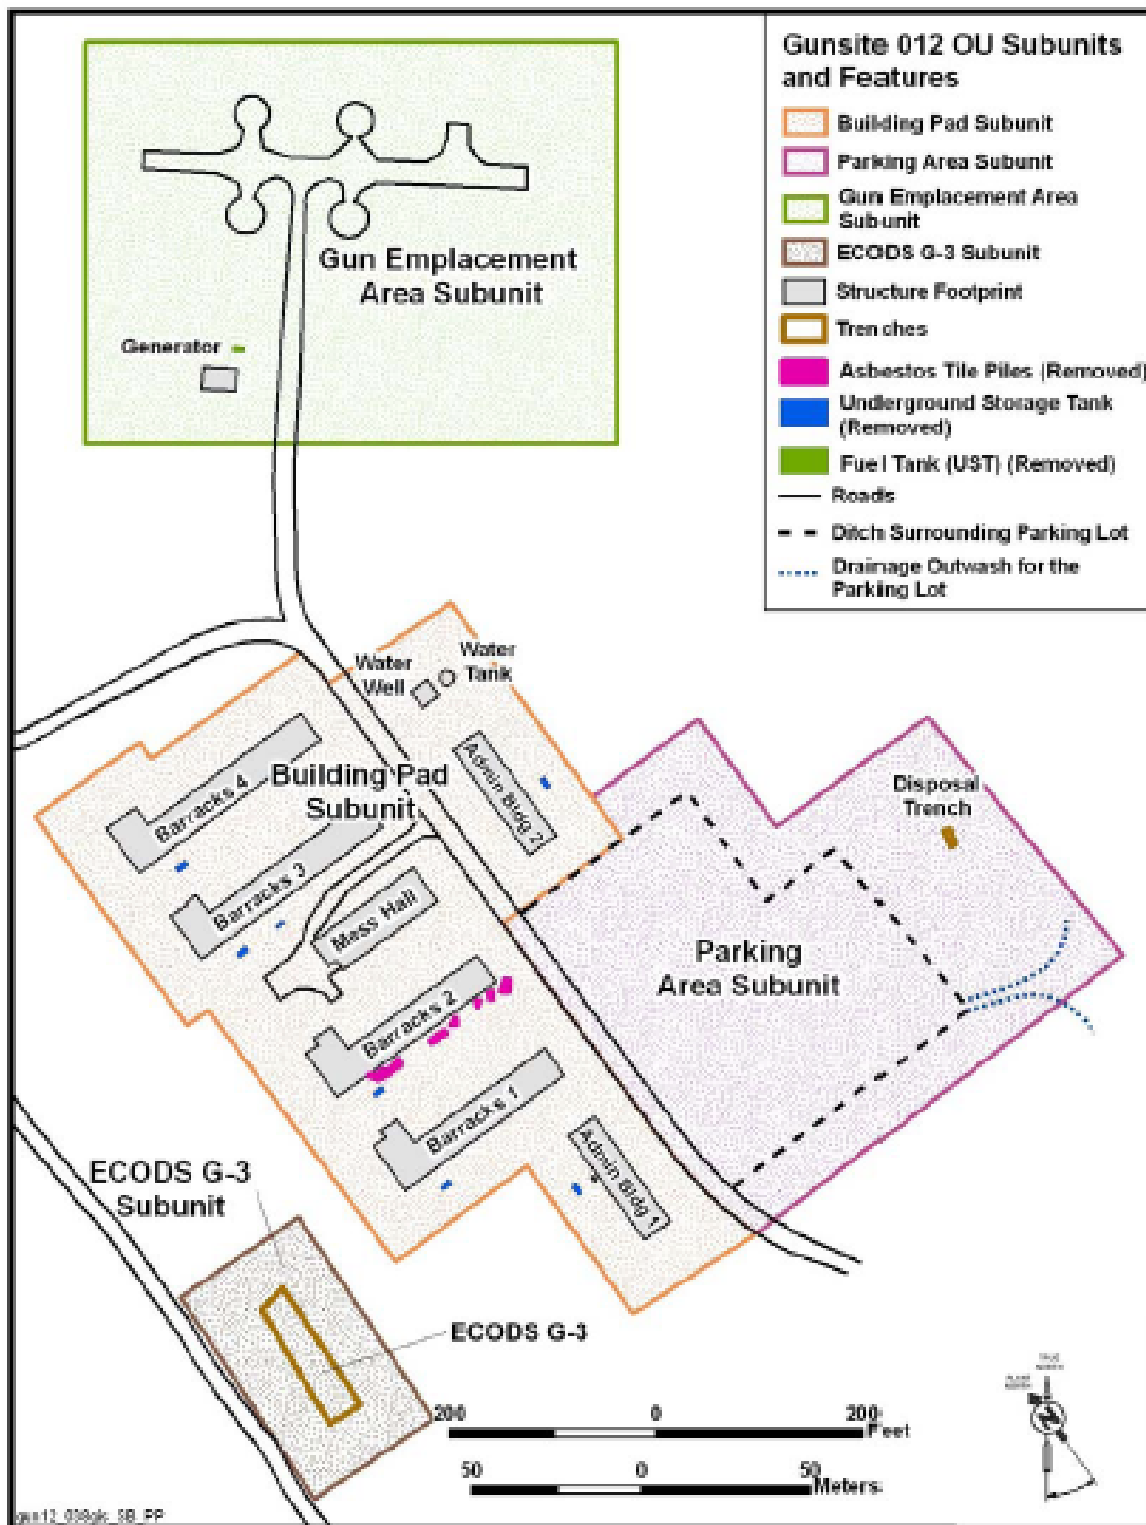 Gunsite 012 OU Subunits
and Features
Building Pad Subunit
Parking Area Subunit
Gun Emplacement Area
Subunit
ECODS G-3 Subunit
Structure Footprint
Trenches
Asbestos Tile Piles (Removed)
Underground Storage Tank
(Removed)
Fuel Tank (UST) (Removed)
Roads
Ditch Surrounding Parking Lot
Drainage Outwash for the
Parking Lot
Gun Emplacement
Area Subunit
Generator
Water
Well
Water
Tank
Building Pad
Subunit
Barracks 4
Barracks 3
Admin Bldg 2
Mess Hall
Barracks 2
Barracks 1
Admin Bldg 1
Disposal
Trench
Parking
Area Subunit
ECODS G-3
Subunit
ECODS G-3
200 0 200
Feet
50 0 50
Meters
TRUE
NORTH
PLANT
NORTH
N